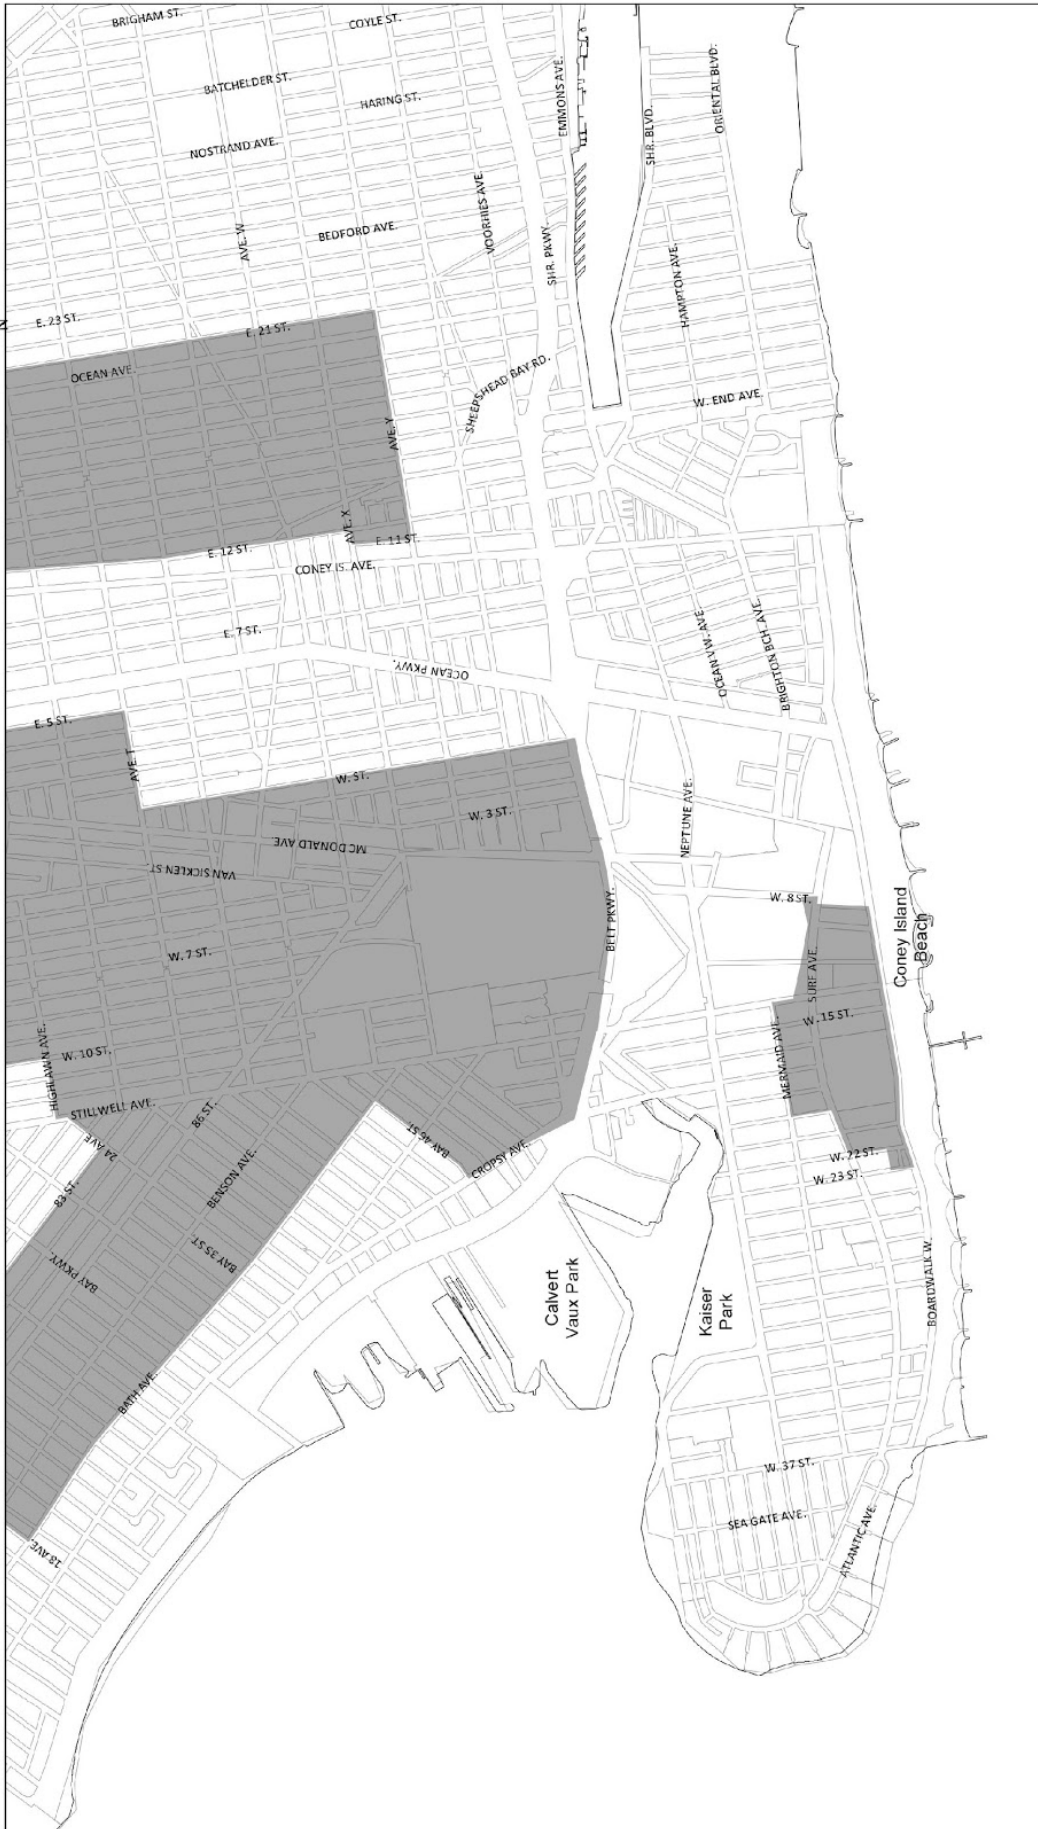 BRIGHAM ST.
COYLE ST.
BATCHELDER ST.
HARING ST.
NOSTRAND AVE.
EMMONS AVE.
SHR. BLVD.
ORIENTAL BLVD.
AVE. W
BEDFORD AVE.
VOORHIES AVE.
SHR. PKWY.
HAMPTON AVE.
E. 23 ST.
E. 21 ST.
OCEAN AVE.
SHEEPSHEAD BAY RD.
W. END AVE.
AVE. Y
AVE. X
E. 12 ST.
E. 11 ST.
CONEY IS. AVE.
E. 7 ST.
OCEAN PKWY.
OCEAN VW. AVE.
BRIGHTON BCH. AVE.
E. 5 ST.
AVE. T
W. ST.
W. 3 ST.
NEPTUNE AVE.
MC DONALD AVE.
VAN SICKLEN ST.
W. 7 ST.
BELT PKWY.
W. 8 ST.
SURF AVE.
Coney Island
Beach
W. 15 ST.
MERMAID AVE.
HIGHLAWN AVE.
W. 10 ST.
STILLWELL AVE.
24 AVE.
86 ST.
BAY 46 ST.
CROPSY AVE.
W. 22 ST.
W. 23 ST.
83 ST.
BENSON AVE.
BAY PKWY.
BAY 35 ST.
Calvert
Vaux Park
Kaiser
Park
BOARDWALK W.
BATH AVE.
W. 37 ST.
SEA GATE AVE.
ATLANTIC AVE.
18 AVE.